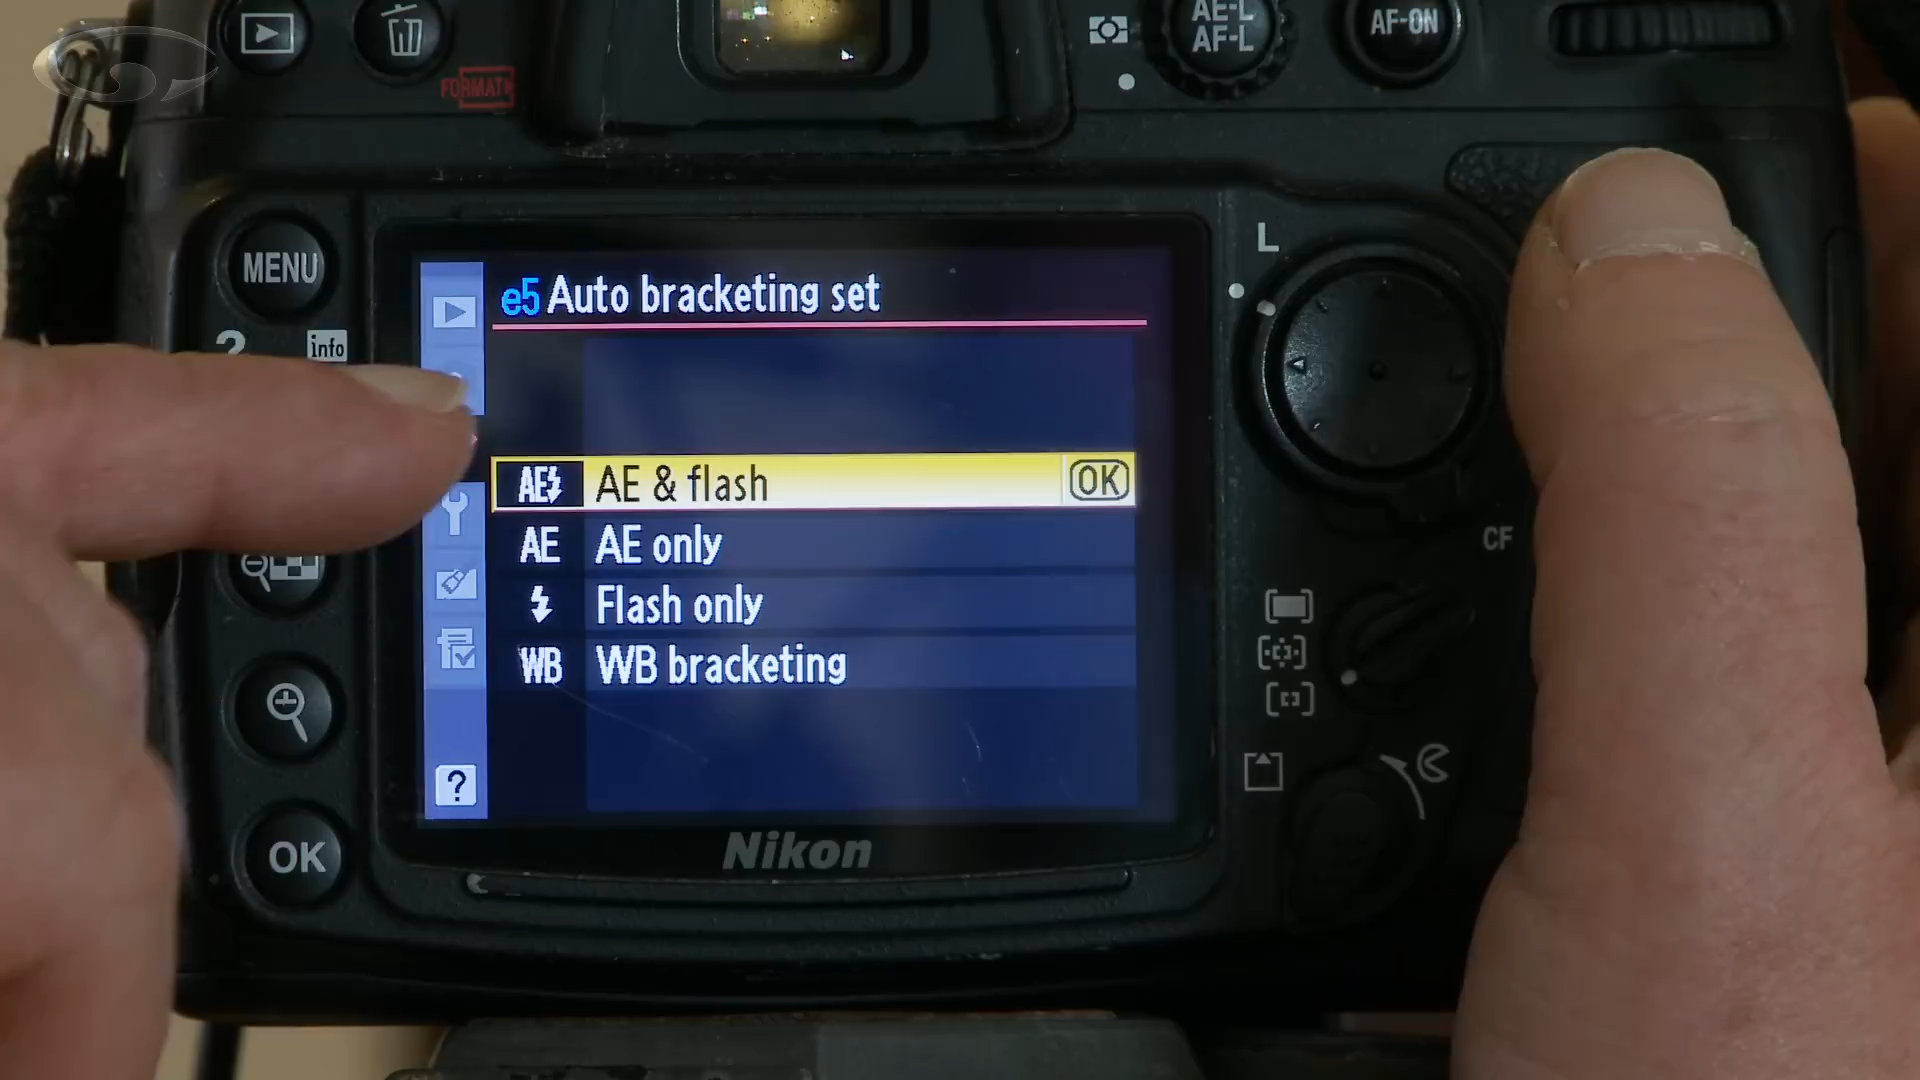 AE-L
AF-L
AF-ON
FORMAT
MENU
L
e5 Auto bracketing set
?
info
AE AE & flash OK
AE AE only
CF
Flash only
WB WB bracketing
?
OK
Nikon